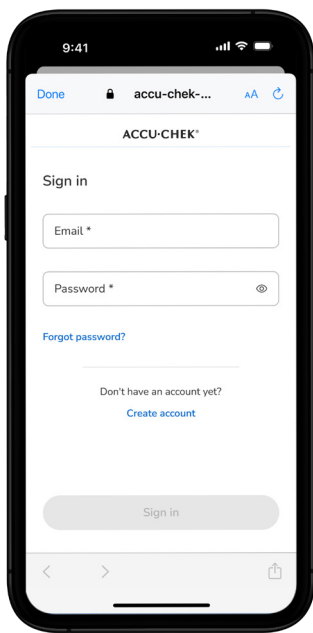 9:41
Done accu-chek-... AA
ACCU·CHEK®
Sign in
Email *
Password *
Forgot password?
Don't have an account yet?
Create account
Sign in